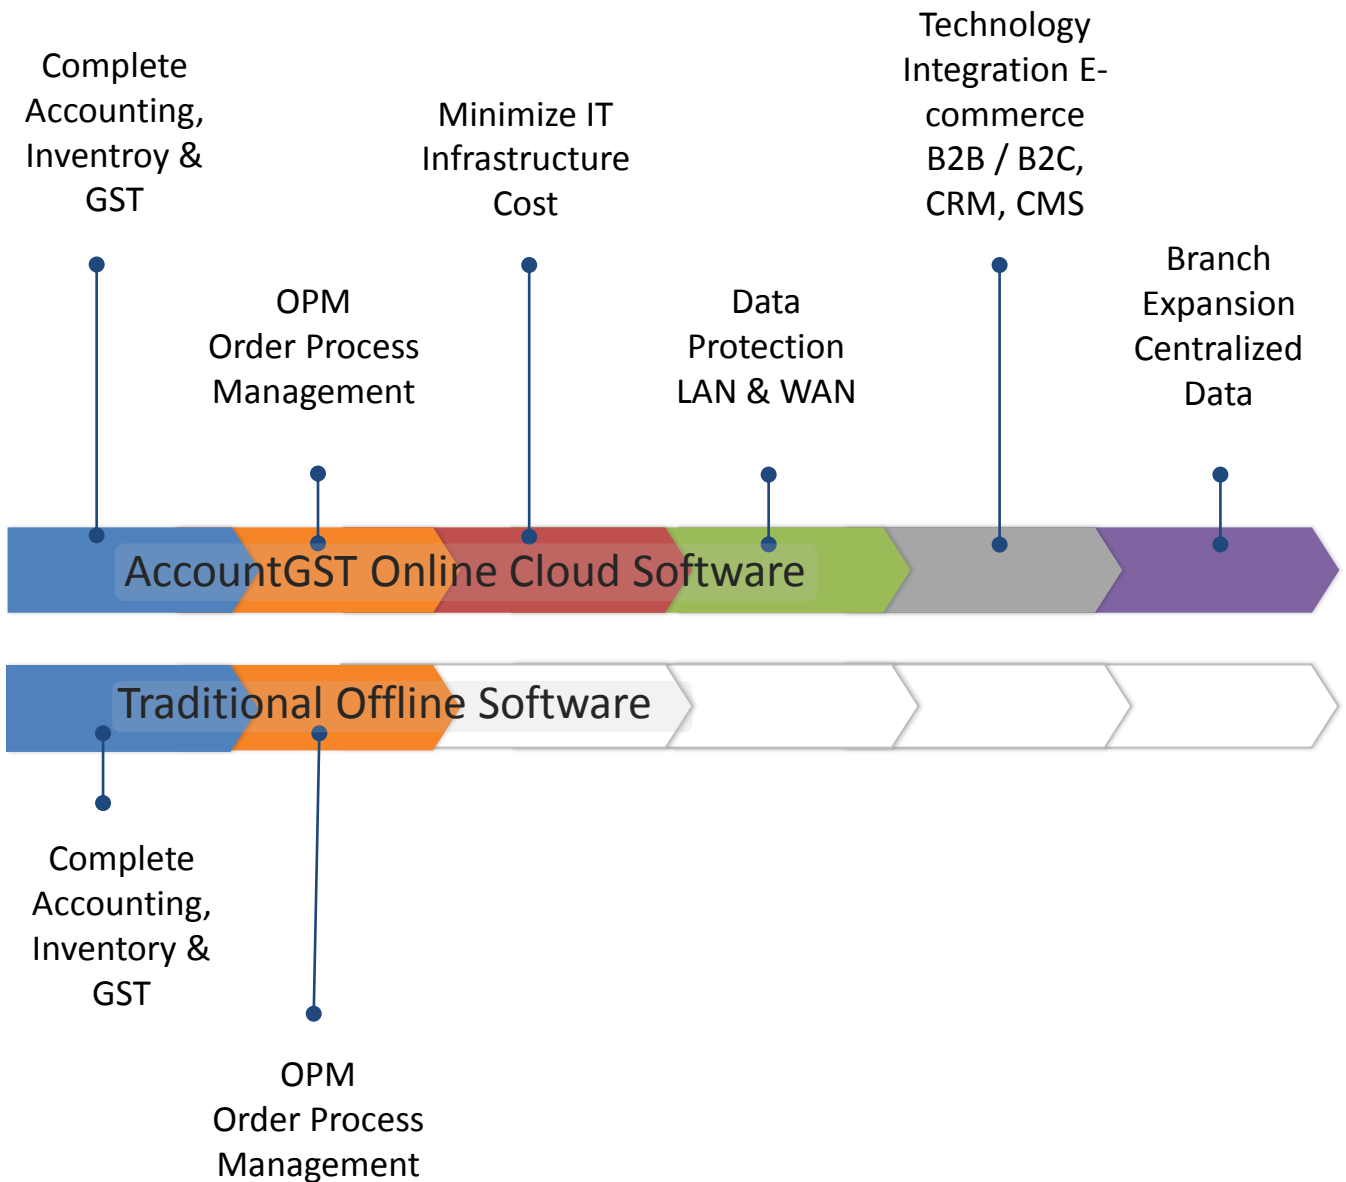 Complete
Accounting,
Inventroy &
GST
OPM
Order Process
Management
Minimize IT
Infrastructure
Cost
Data
Protection
LAN & WAN
Technology
Integration E-
commerce
B2B / B2C,
CRM, CMS
Branch
Expansion
Centralized
Data
AccountGST Online Cloud Software
Traditional Offline Software
Complete
Accounting,
Inventory &
GST
OPM
Order Process
Management